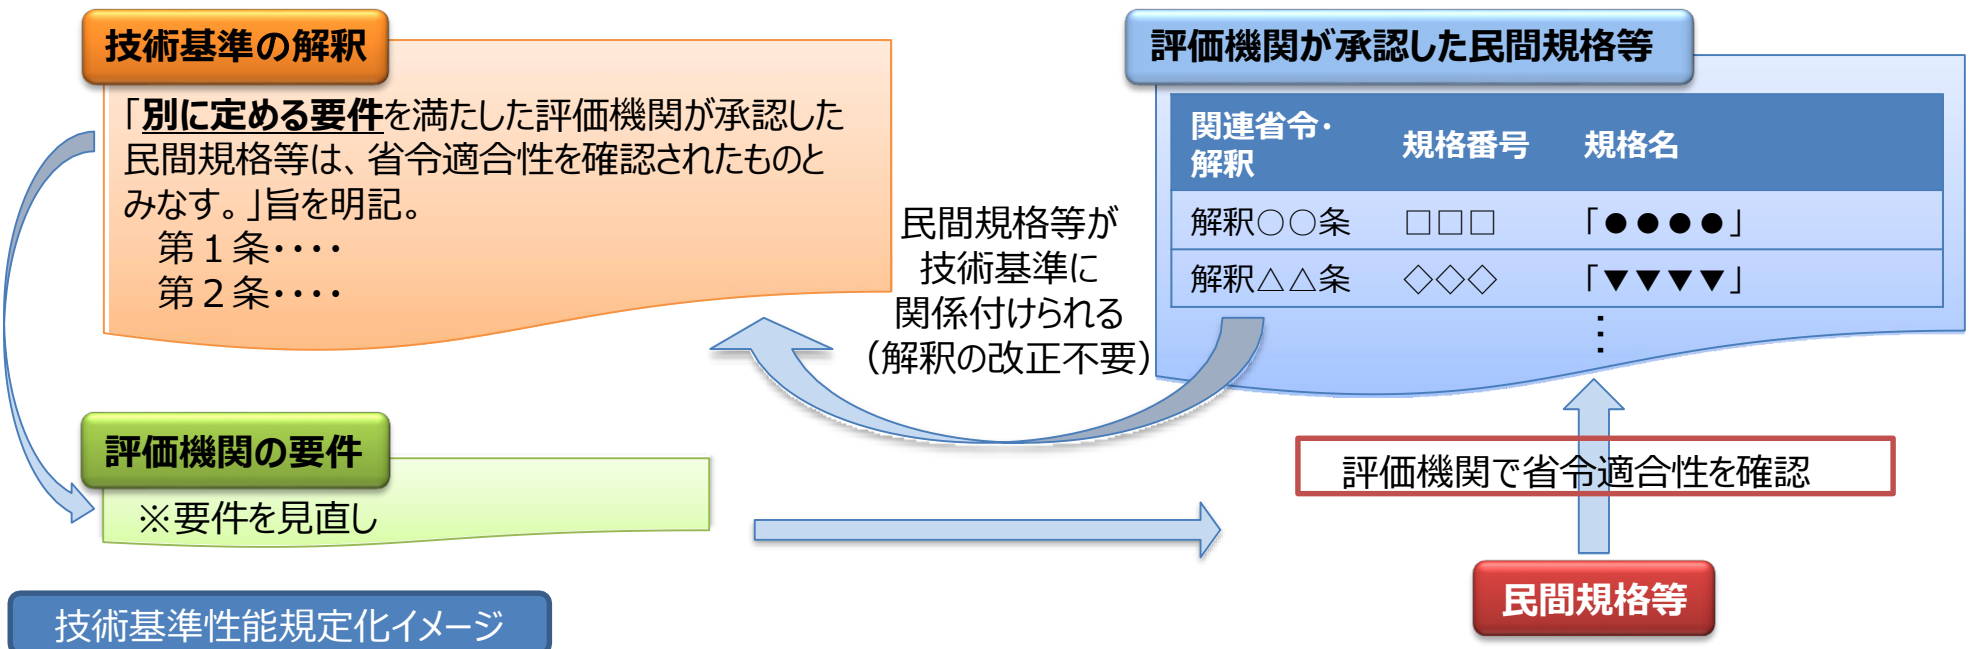 技術基準の解釈
「別に定める要件を満たした評価機関が承認した
民間規格等は、省令適合性を確認されたものと
みなす。」旨を明記。
第1条・・・・
第2条・・・・
評価機関の要件
※要件を見直し
技術基準性能規定化イメージ
民間規格等が
技術基準に
関係付けられる
(解釈の改正不要)
評価機関が承認した民間規格等
関連省令・
解釈
規格番号
規格名
解釈○○条 □□□ 「●●●●」
解釈△△条 ◇◇◇ 「▼▼▼▼」
⋮
評価機関で省令適合性を確認
民間規格等